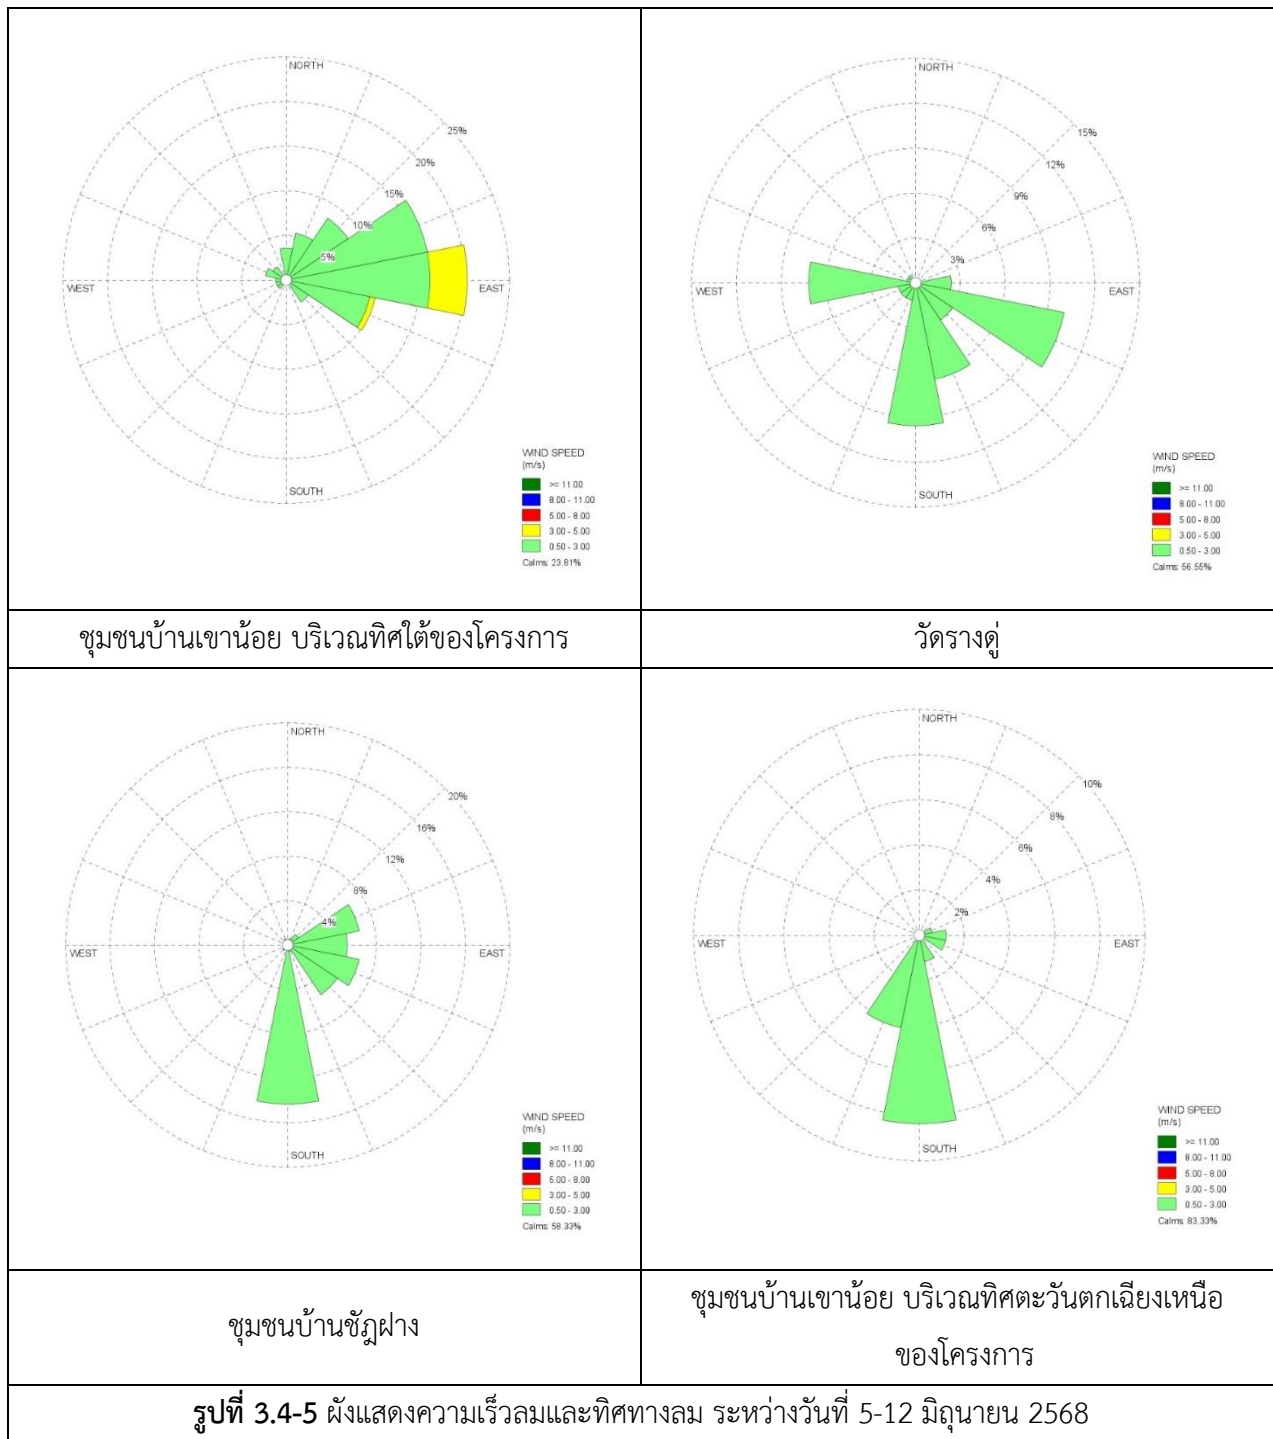 NORTH
25%
20%
15%
10%
5%
WEST
EAST
SOUTH
WIND SPEED
(m/s)
>= 11.00
8.00 - 11.00
5.00 - 8.00
3.00 - 5.00
0.50 - 3.00
Calms: 23.81%
NORTH
15%
12%
9%
6%
3%
WEST
EAST
SOUTH
WIND SPEED
(m/s)
>= 11.00
8.00 - 11.00
5.00 - 8.00
3.00 - 5.00
0.50 - 3.00
Calms: 56.55%
ชุมชนบ้านเขาน้อย บริเวณทิศใต้ของโครงการ
วัดรางดู่
NORTH
20%
16%
12%
8%
4%
WEST
EAST
SOUTH
WIND SPEED
(m/s)
>= 11.00
8.00 - 11.00
5.00 - 8.00
3.00 - 5.00
0.50 - 3.00
Calms: 58.33%
NORTH
10%
8%
6%
4%
2%
WEST
EAST
SOUTH
WIND SPEED
(m/s)
>= 11.00
8.00 - 11.00
5.00 - 8.00
3.00 - 5.00
0.50 - 3.00
Calms: 83.33%
ชุมชนบ้านชัฎฝาง
ชุมชนบ้านเขาน้อย บริเวณทิศตะวันตกเฉียงเหนือ
ของโครงการ
รูปที่ 3.4-5 ผังแสดงความเร็วลมและทิศทางลม ระหว่างวันที่ 5-12 มิถุนายน 2568